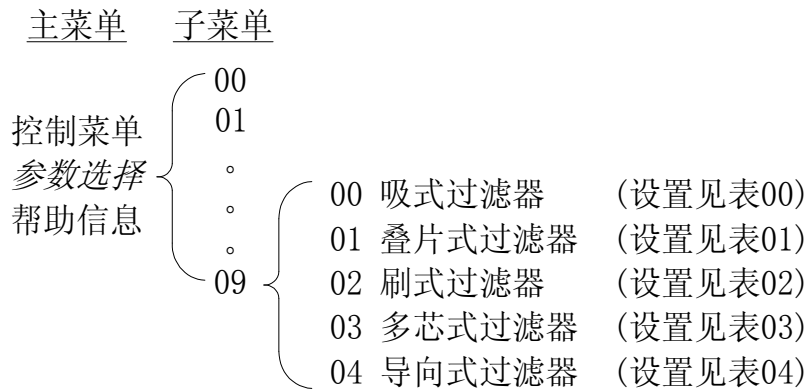 主菜单 子菜单
00
控制菜单 01
参数选择 。
帮助信息 。
。
09
00 吸式过滤器 (设置见表00)
01 叠片式过滤器 (设置见表01)
02 刷式过滤器 (设置见表02)
03 多芯式过滤器 (设置见表03)
04 导向式过滤器 (设置见表04)